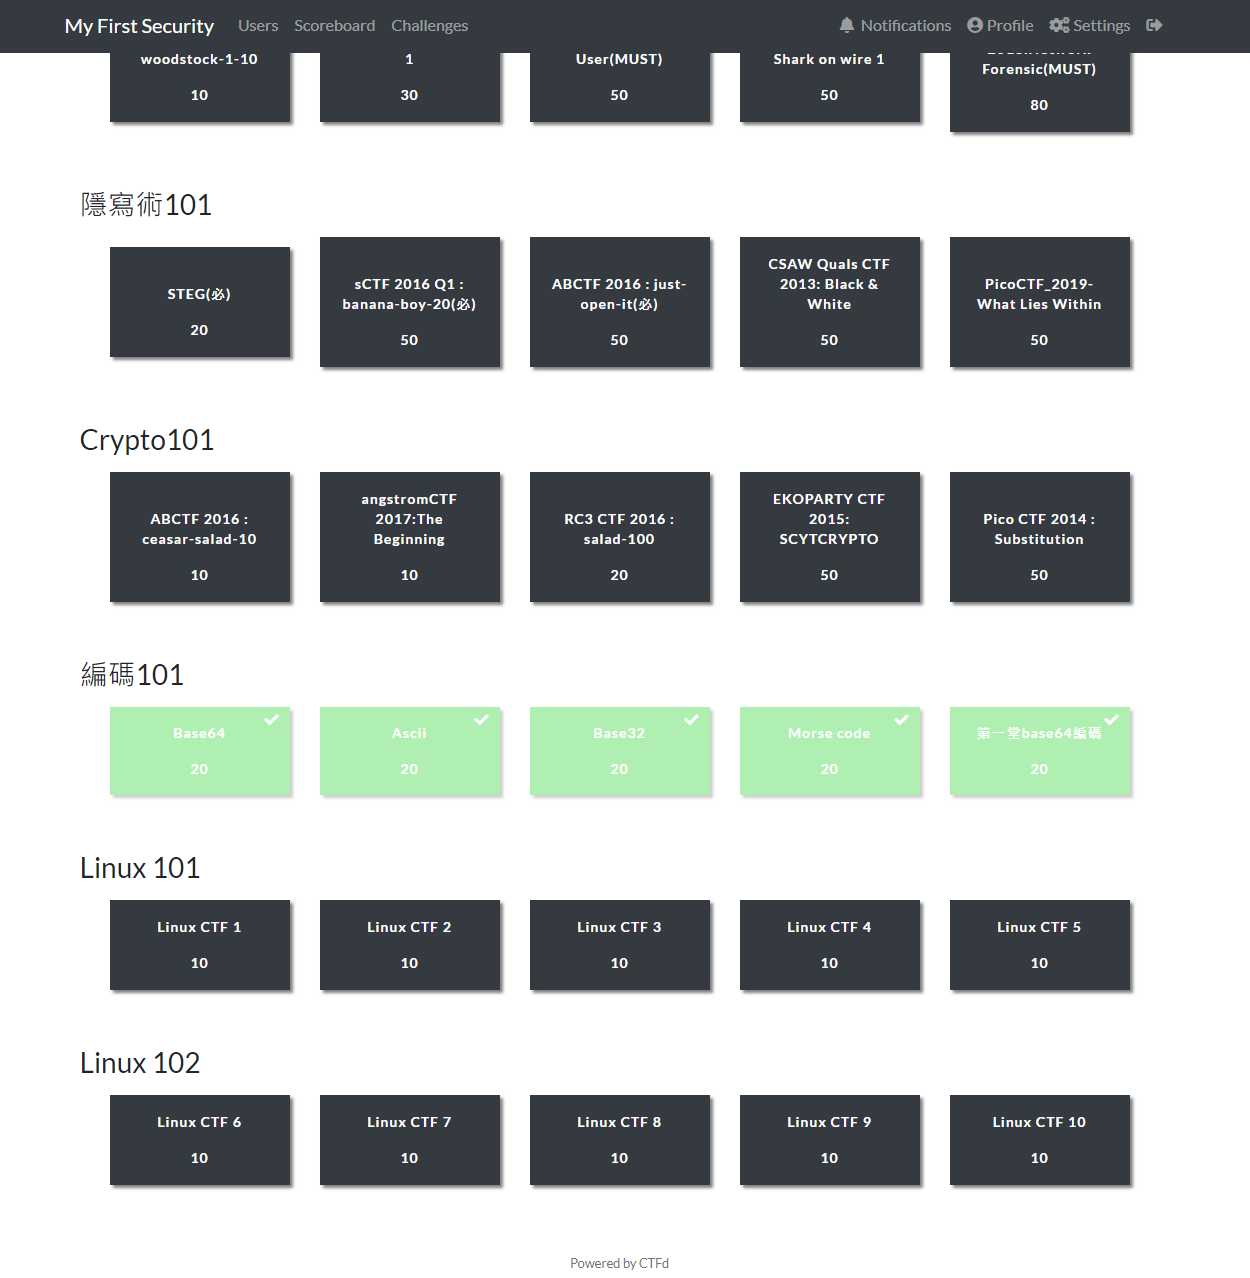 My First Security Users Scoreboard Challenges Notifications Profile Settings
woodstock-1-10
10
1
30
User(MUST)
50
Shark on wire 1
50
Forensic(MUST)
80
隱寫術101
STEG(必)
20
sCTF 2016 Q1 :
banana-boy-20(必)
50
ABCTF 2016 : just-
open-it(必)
50
CSAW Quals CTF
2013: Black &
White
50
PicoCTF_2019-
What Lies Within
50
Crypto101
ABCTF 2016 :
ceasar-salad-10
10
angstromCTF
2017:The
Beginning
10
RC3 CTF 2016 :
salad-100
20
EKOPARTY CTF
2015:
SCYTCRYPTO
50
Pico CTF 2014 :
Substitution
50
編碼101
Base64
20
Ascii
20
Base32
20
Morse code
20
第一堂base64編碼
20
Linux 101
Linux CTF 1
10
Linux CTF 2
10
Linux CTF 3
10
Linux CTF 4
10
Linux CTF 5
10
Linux 102
Linux CTF 6
10
Linux CTF 7
10
Linux CTF 8
10
Linux CTF 9
10
Linux CTF 10
10
Powered by CTFd